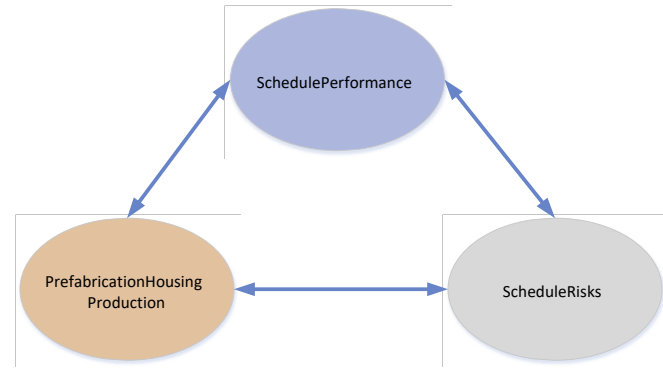 SchedulePerformance
PrefabricationHousing
Production
ScheduleRisks